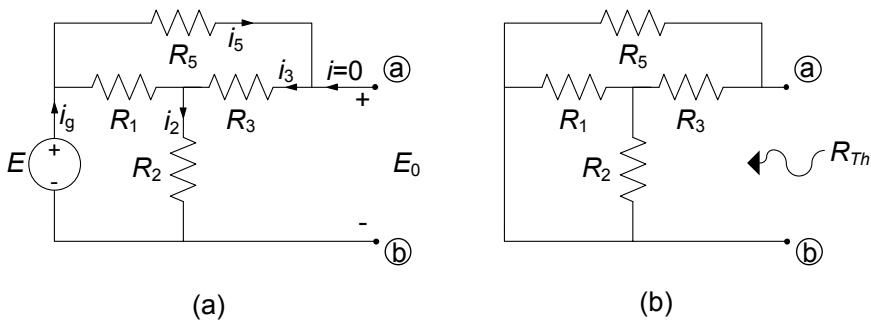 R5 i5
R5
i3 i=0 a
+
a
ig R1 i2 R3
R1 R3
E + - R2 E0
R2 RTh
- b
b
(a)
(b)